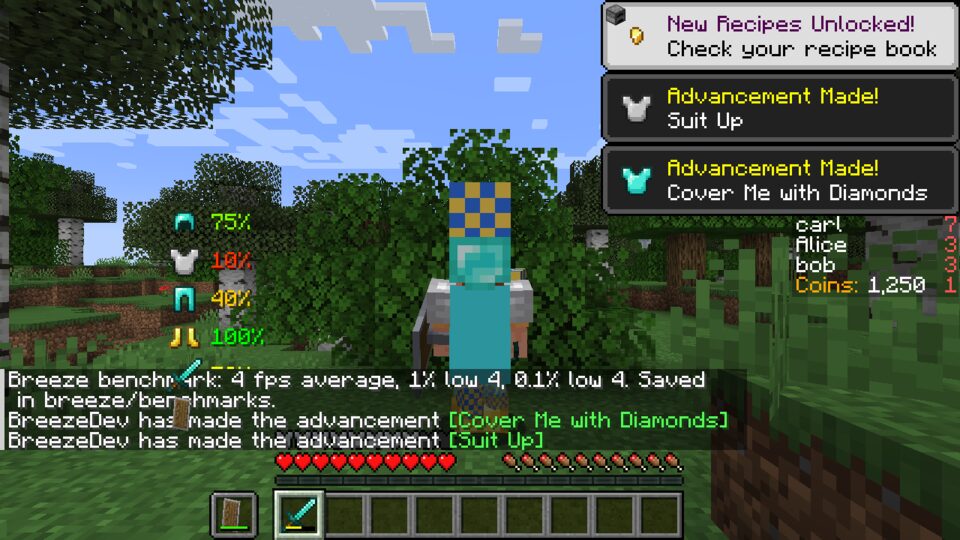 New Recipes Unlocked!
Check your recipe book
Advancement Made!
Suit Up
Advancement Made!
Cover Me with Diamonds
carl 7
Alice 3
bob 3
Coins: 1,250 1
75%
10%
40%
100%
Breeze benchmark: 4 fps average, 1% low 4, 0.1% low 4. Saved
in breeze/benchmarks.
BreezeDev has made the advancement [Cover Me with Diamonds]
BreezeDev has made the advancement [Suit Up]